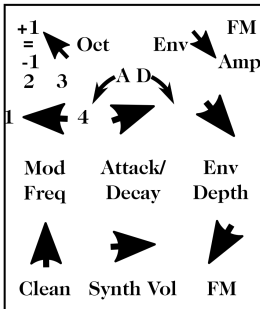 +1 FM
= Oct Env
-1 Amp
2 3 A D
1 4
Mod Attack/ Env
Freq Decay Depth
Clean Synth Vol FM